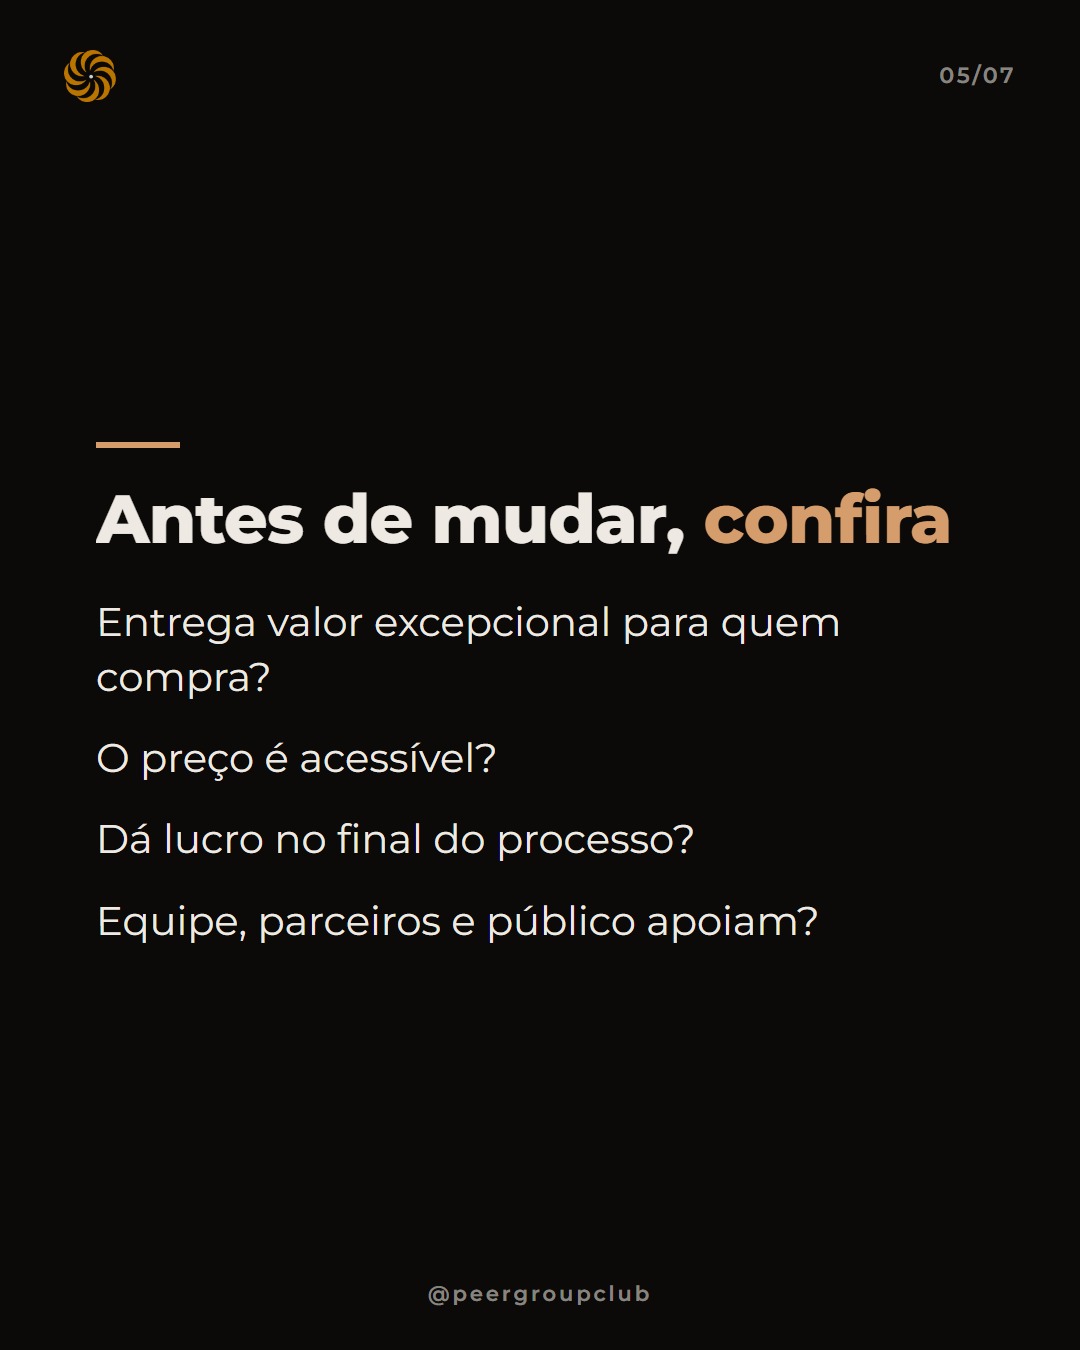 05/07
Antes de mudar, confira
Entrega valor excepcional para quem
compra?
O preço é acessível?
Dá lucro no final do processo?
Equipe, parceiros e público apoiam?
@peergroupclub